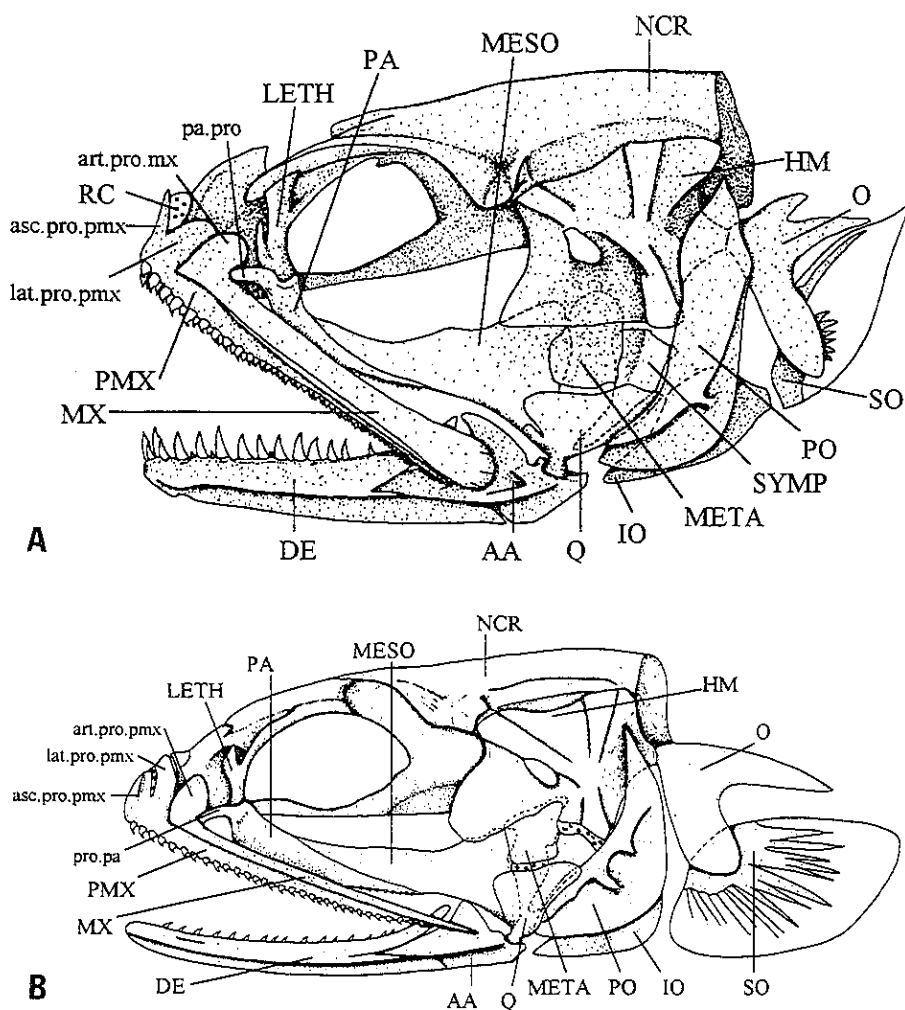 NCR
MESO
PA
LETH
pa.pro
art.pro.mx
HM
RC
O
asc.pro.pmx
lat.pro.pmx
PMX
MX
SO
PO
SYMP
META
IO
A
DE
AA
Q
NCR
MESO
PA
HM
LETH
art.pro.pmx
O
lat.pro.pmx
asc.pro.pmx
pro.pa
PMX
MX
DE
B
AA
Q
META
PO
IO
SO